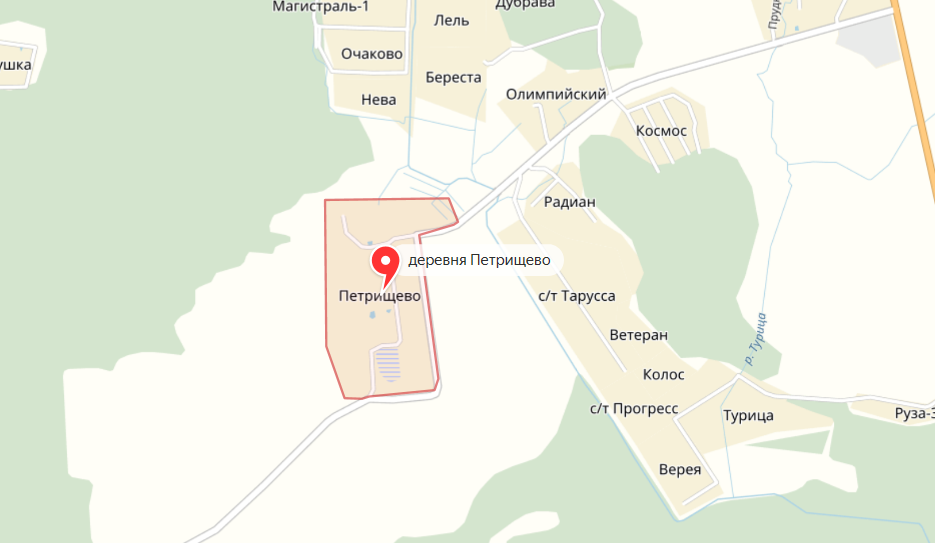 Магистраль-1
Дубрава
Лель
Очаково
ушка
Береста
Нева
Олимпийский
Космос
Радиан
деревня Петрищево
Петрищево
с/т Тарусса
Ветеран
р. Турица
Колос
с/т Прогресс
Турица
Руза-
Верея